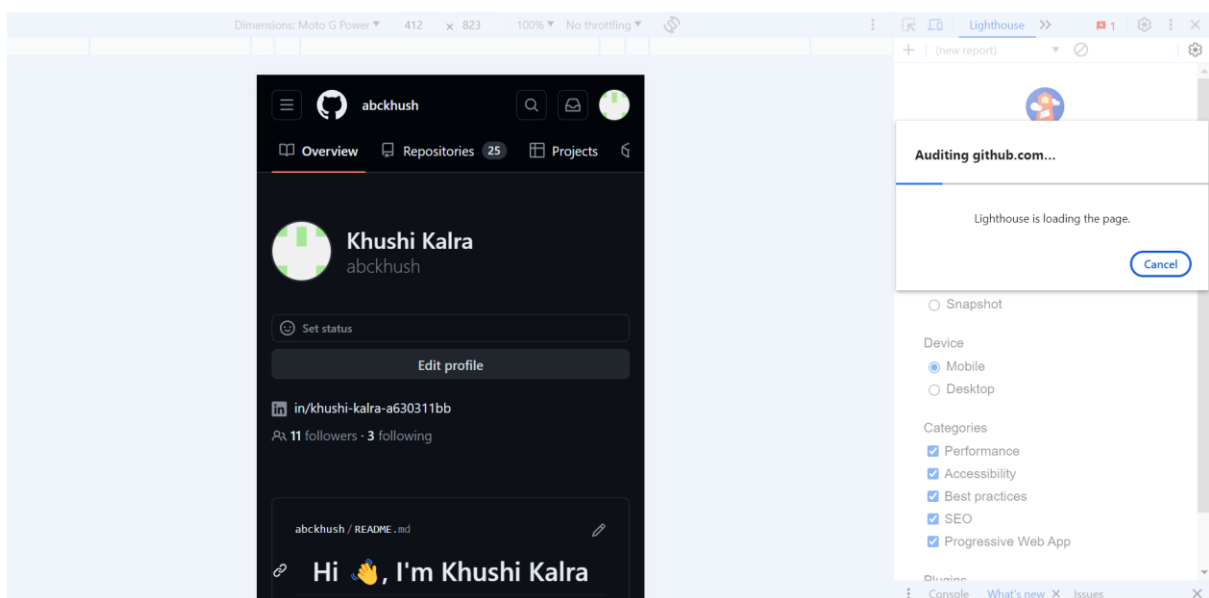 Dimensions: Moto G Power ▼ 412 x 823 100% ▼ No throttling ▼
Lighthouse 1
(new report)
abckhush
Overview Repositories 25 Projects
Khushi Kalra
abckhush
Set status
Edit profile
in/khushi-kalra-a630311bb
11 followers · 3 following
abckhush / README.md
Hi 👋, I'm Khushi Kalra
Auditing github.com...
Lighthouse is loading the page.
Cancel
Snapshot
Device
Mobile
Desktop
Categories
Performance
Accessibility
Best practices
SEO
Progressive Web App
Plugins
Console What's new Issues